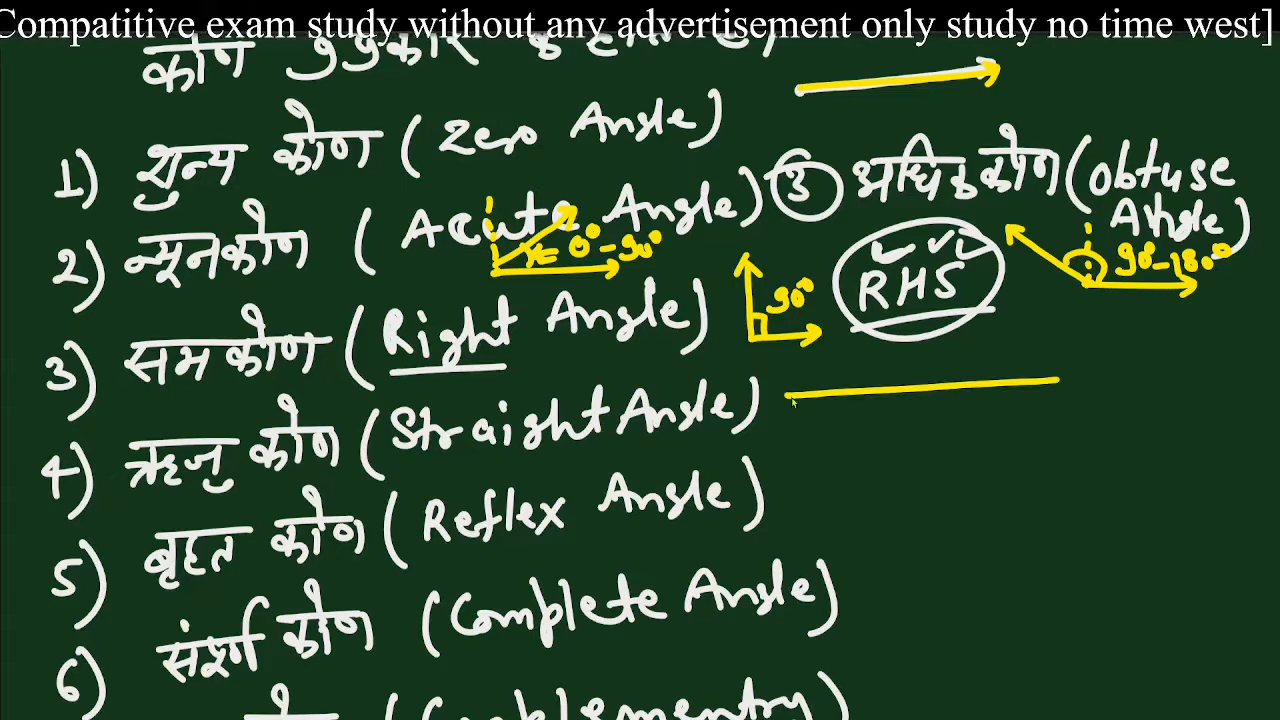 Compatitive exam study without any advertisement only study no time west]
कोण
1) शुन्य कोण (Zero Angle)
2) न्यूनकोण (Acute Angle)
x = 0° - 90°
3) समकोण (Right Angle)
90°
RHS
3 अधिककोण (obtuse
Angle)
90° - 180°
4) ऋजु कोण (Straight Angle)
5) बृहत कोण (Reflex Angle)
6) संपूर्ण कोण (Complete Angle)
(Complementry)